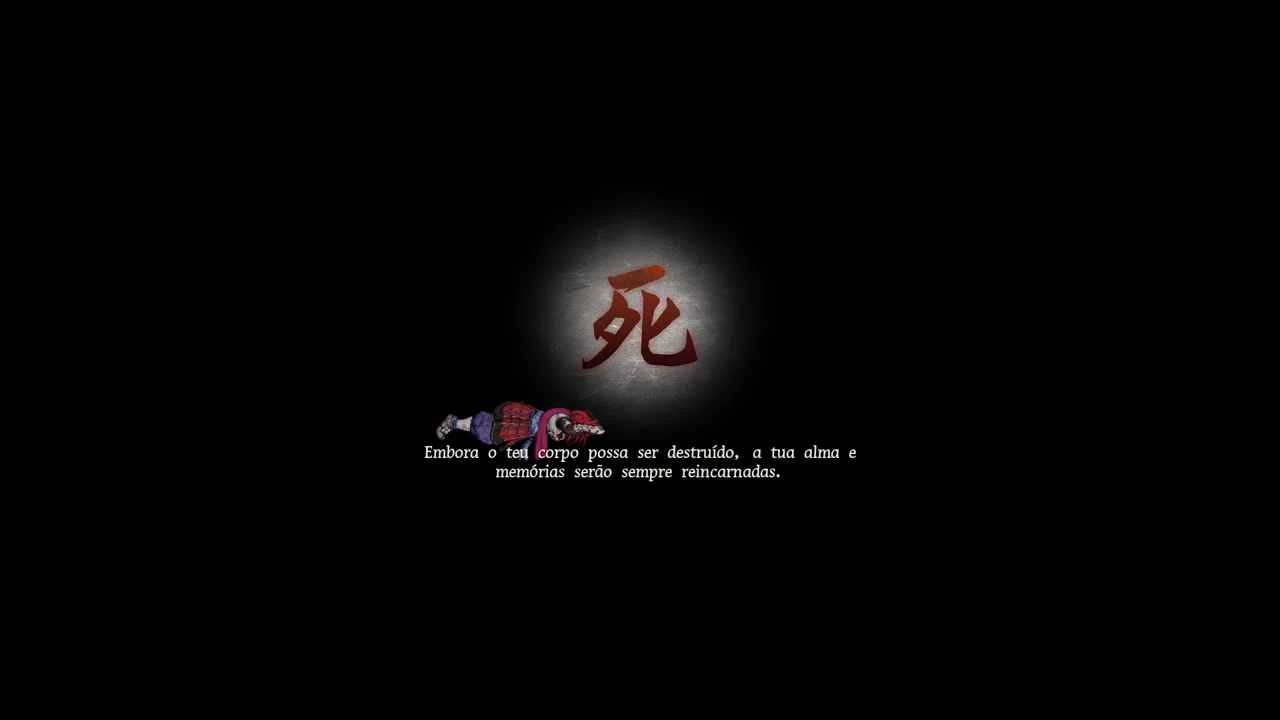 死
Embora o teu corpo possa ser destruído, a tua alma e
memórias serão sempre reincarnadas.